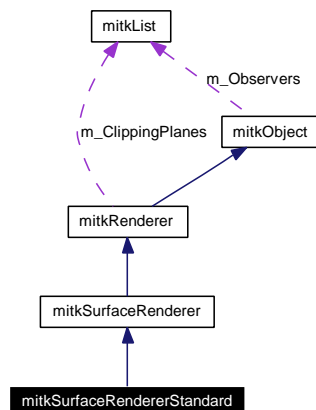 mitkList
m_Observers
mitkObject
m_ClippingPlanes
mitkRenderer
mitkSurfaceRenderer
mitkSurfaceRendererStandard